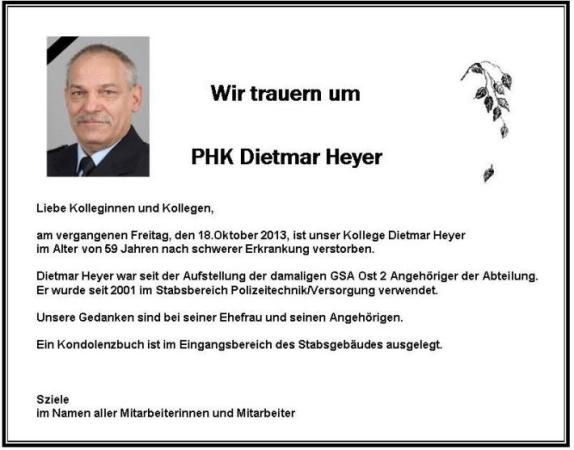 Wir trauern um
PHK Dietmar Heyer
Liebe Kolleginnen und Kollegen,
am vergangenen Freitag, den 18.Oktober 2013, ist unser Kollege Dietmar Heyer
im Alter von 59 Jahren nach schwerer Erkrankung verstorben.
Dietmar Heyer war seit der Aufstellung der damaligen GSA Ost 2 Angehöriger der Abteilung.
Er wurde seit 2001 im Stabsbereich Polizeitechnik/Versorgung verwendet.
Unsere Gedanken sind bei seiner Ehefrau und seinen Angehörigen.
Ein Kondolenzbuch ist im Eingangsbereich des Stabsgebäudes ausgelegt.
Sziele
im Namen aller Mitarbeiterinnen und Mitarbeiter